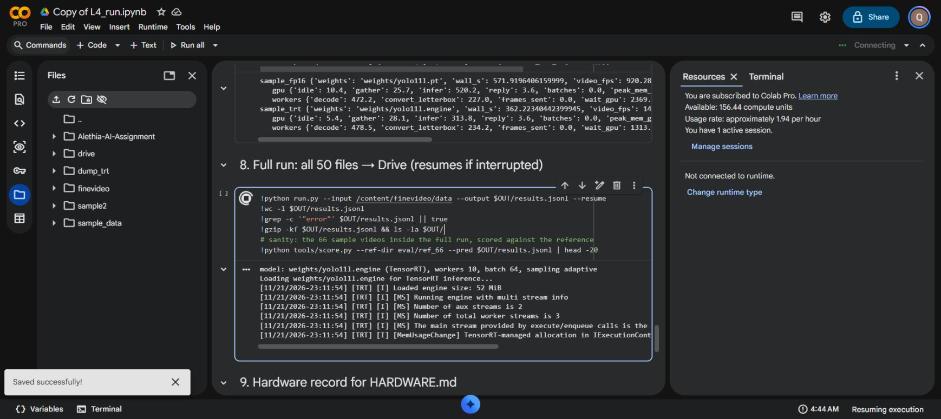 CO
PRO
Copy of L4_run.ipynb
File Edit View Insert Runtime Tools Help
Share
Q
Commands + Code + Text Run all
Connecting
Files
..
Alethia-AI-Assignment
drive
dump_trt
finevideo
sample2
sample_data
sample_fp16 {'weights': 'weights/yolo11l.pt', 'wall_s': 571.9196406159999, 'video_fps': 920.28
gpu {'idle': 10.4, 'gather': 25.7, 'infer': 520.2, 'reply': 3.6, 'batches': 0.0, 'peak_mem_g
workers {'decode': 472.2, 'convert_letterbox': 227.0, 'frames_sent': 0.0, 'wait_gpu': 2369.
sample_trt {'weights': 'weights/yolo11l.engine', 'wall_s': 362.2234044293245, 'video_fps': 14
gpu {'idle': 5.4, 'gather': 28.1, 'infer': 313.8, 'reply': 3.6, 'batches': 0.0, 'peak_mem_g
workers {'decode': 478.5, 'convert_letterbox': 234.2, 'frames_sent': 0.0, 'wait_gpu': 1313.
8. Full run: all 50 files → Drive (resumes if interrupted)
[ ]
!python run.py --input /content/finevideo/data --output $OUT/results.jsonl --resume
!wc -l $OUT/results.jsonl
!grep -c '"error"' $OUT/results.jsonl || true
!gzip -kf $OUT/results.jsonl && ls -la $OUT/
# sanity: the 66 sample videos inside the full run, scored against the reference
!python tools/score.py --ref-dir eval/ref_66 --pred $OUT/results.jsonl | head -20
model: weights/yolo11l.engine (TensorRT), workers 10, batch 64, sampling adaptive
Loading weights/yolo11l.engine for TensorRT inference...
[11/21/2026-23:11:54] [TRT] [I] Loaded engine size: 52 MiB
[11/21/2026-23:11:54] [TRT] [I] [MS] Running engine with multi stream info
[11/21/2026-23:11:54] [TRT] [I] [MS] Number of aux streams is 2
[11/21/2026-23:11:54] [TRT] [I] [MS] Number of total worker streams is 3
[11/21/2026-23:11:54] [TRT] [I] [MS] The main stream provided by execute/enqueue calls is the
[11/21/2026-23:11:54] [TRT] [I] [MemUsageChange] TensorRT-managed allocation in IExecutionCont
9. Hardware record for HARDWARE.md
Resources Terminal
You are subscribed to Colab Pro. Learn more
Available: 156.44 compute units
Usage rate: approximately 1.94 per hour
You have 1 active session.
Manage sessions
Not connected to runtime.
Change runtime type
Saved successfully!
Variables Terminal
4:44 AM Resuming execution